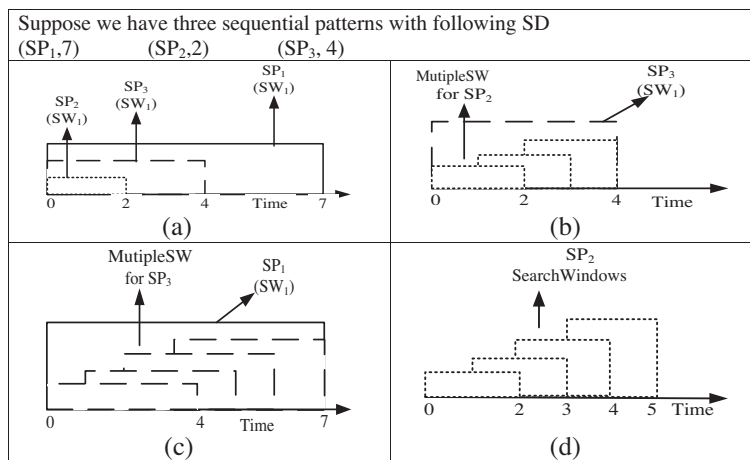 Suppose we have three sequential patterns with following SD
(SP1,7) (SP2,2) (SP3, 4)
SP1
(SW1)
SP3
(SW1)
SP2
(SW1)
0 2 4 Time 7
(a)
MutipleSW
for SP2
SP3
(SW1)
0 2 4 Time
(b)
MutipleSW
for SP3
SP1
(SW1)
0 4 Time 7
(c)
SP2
SearchWindows
0 2 3 4 5 Time
(d)